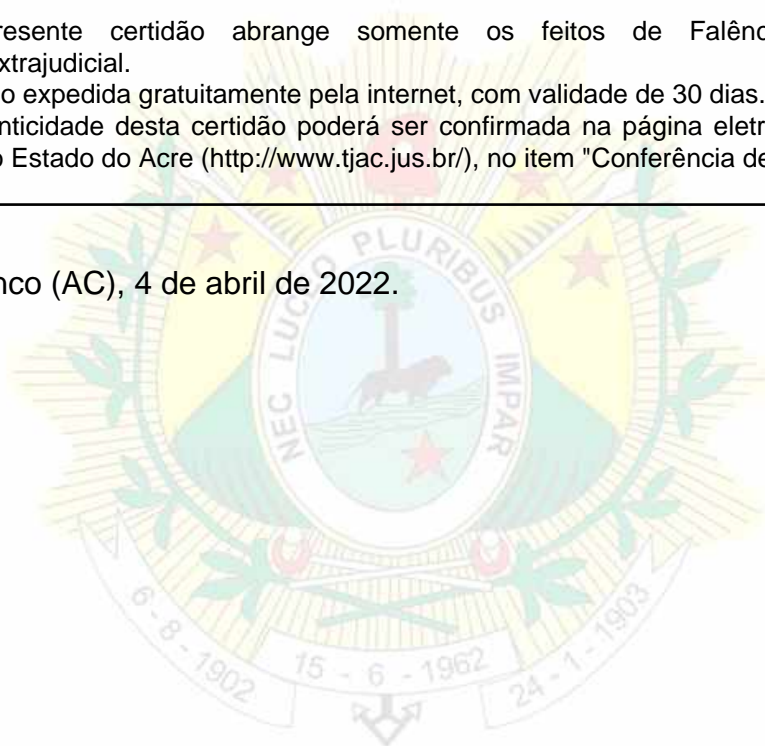 resente certidão abrange somente os feitos de Falênc
xtrajudicial.
o expedida gratuitamente pela internet, com validade de 30 dias.
nticidade desta certidão poderá ser confirmada na página eletr
o Estado do Acre (http://www.tjac.jus.br/), no item "Conferência de
nco (AC), 4 de abril de 2022.
NEC LUCEO PLURIBUS IMPAR
6 - 8 - 1902
15 - 6 - 1962
24 - 1 - 1903